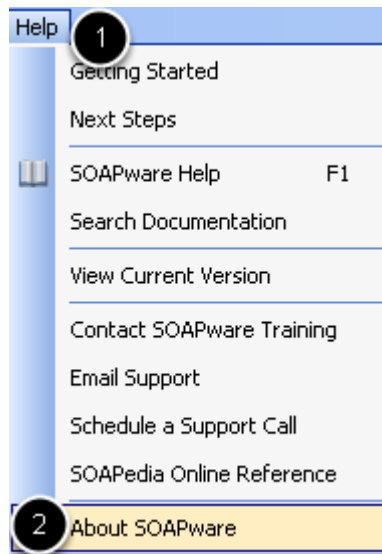 Help
1
Getting Started
Next Steps
SOAPware Help F1
Search Documentation
View Current Version
Contact SOAPware Training
Email Support
Schedule a Support Call
SOAPedia Online Reference
2
About SOAPware